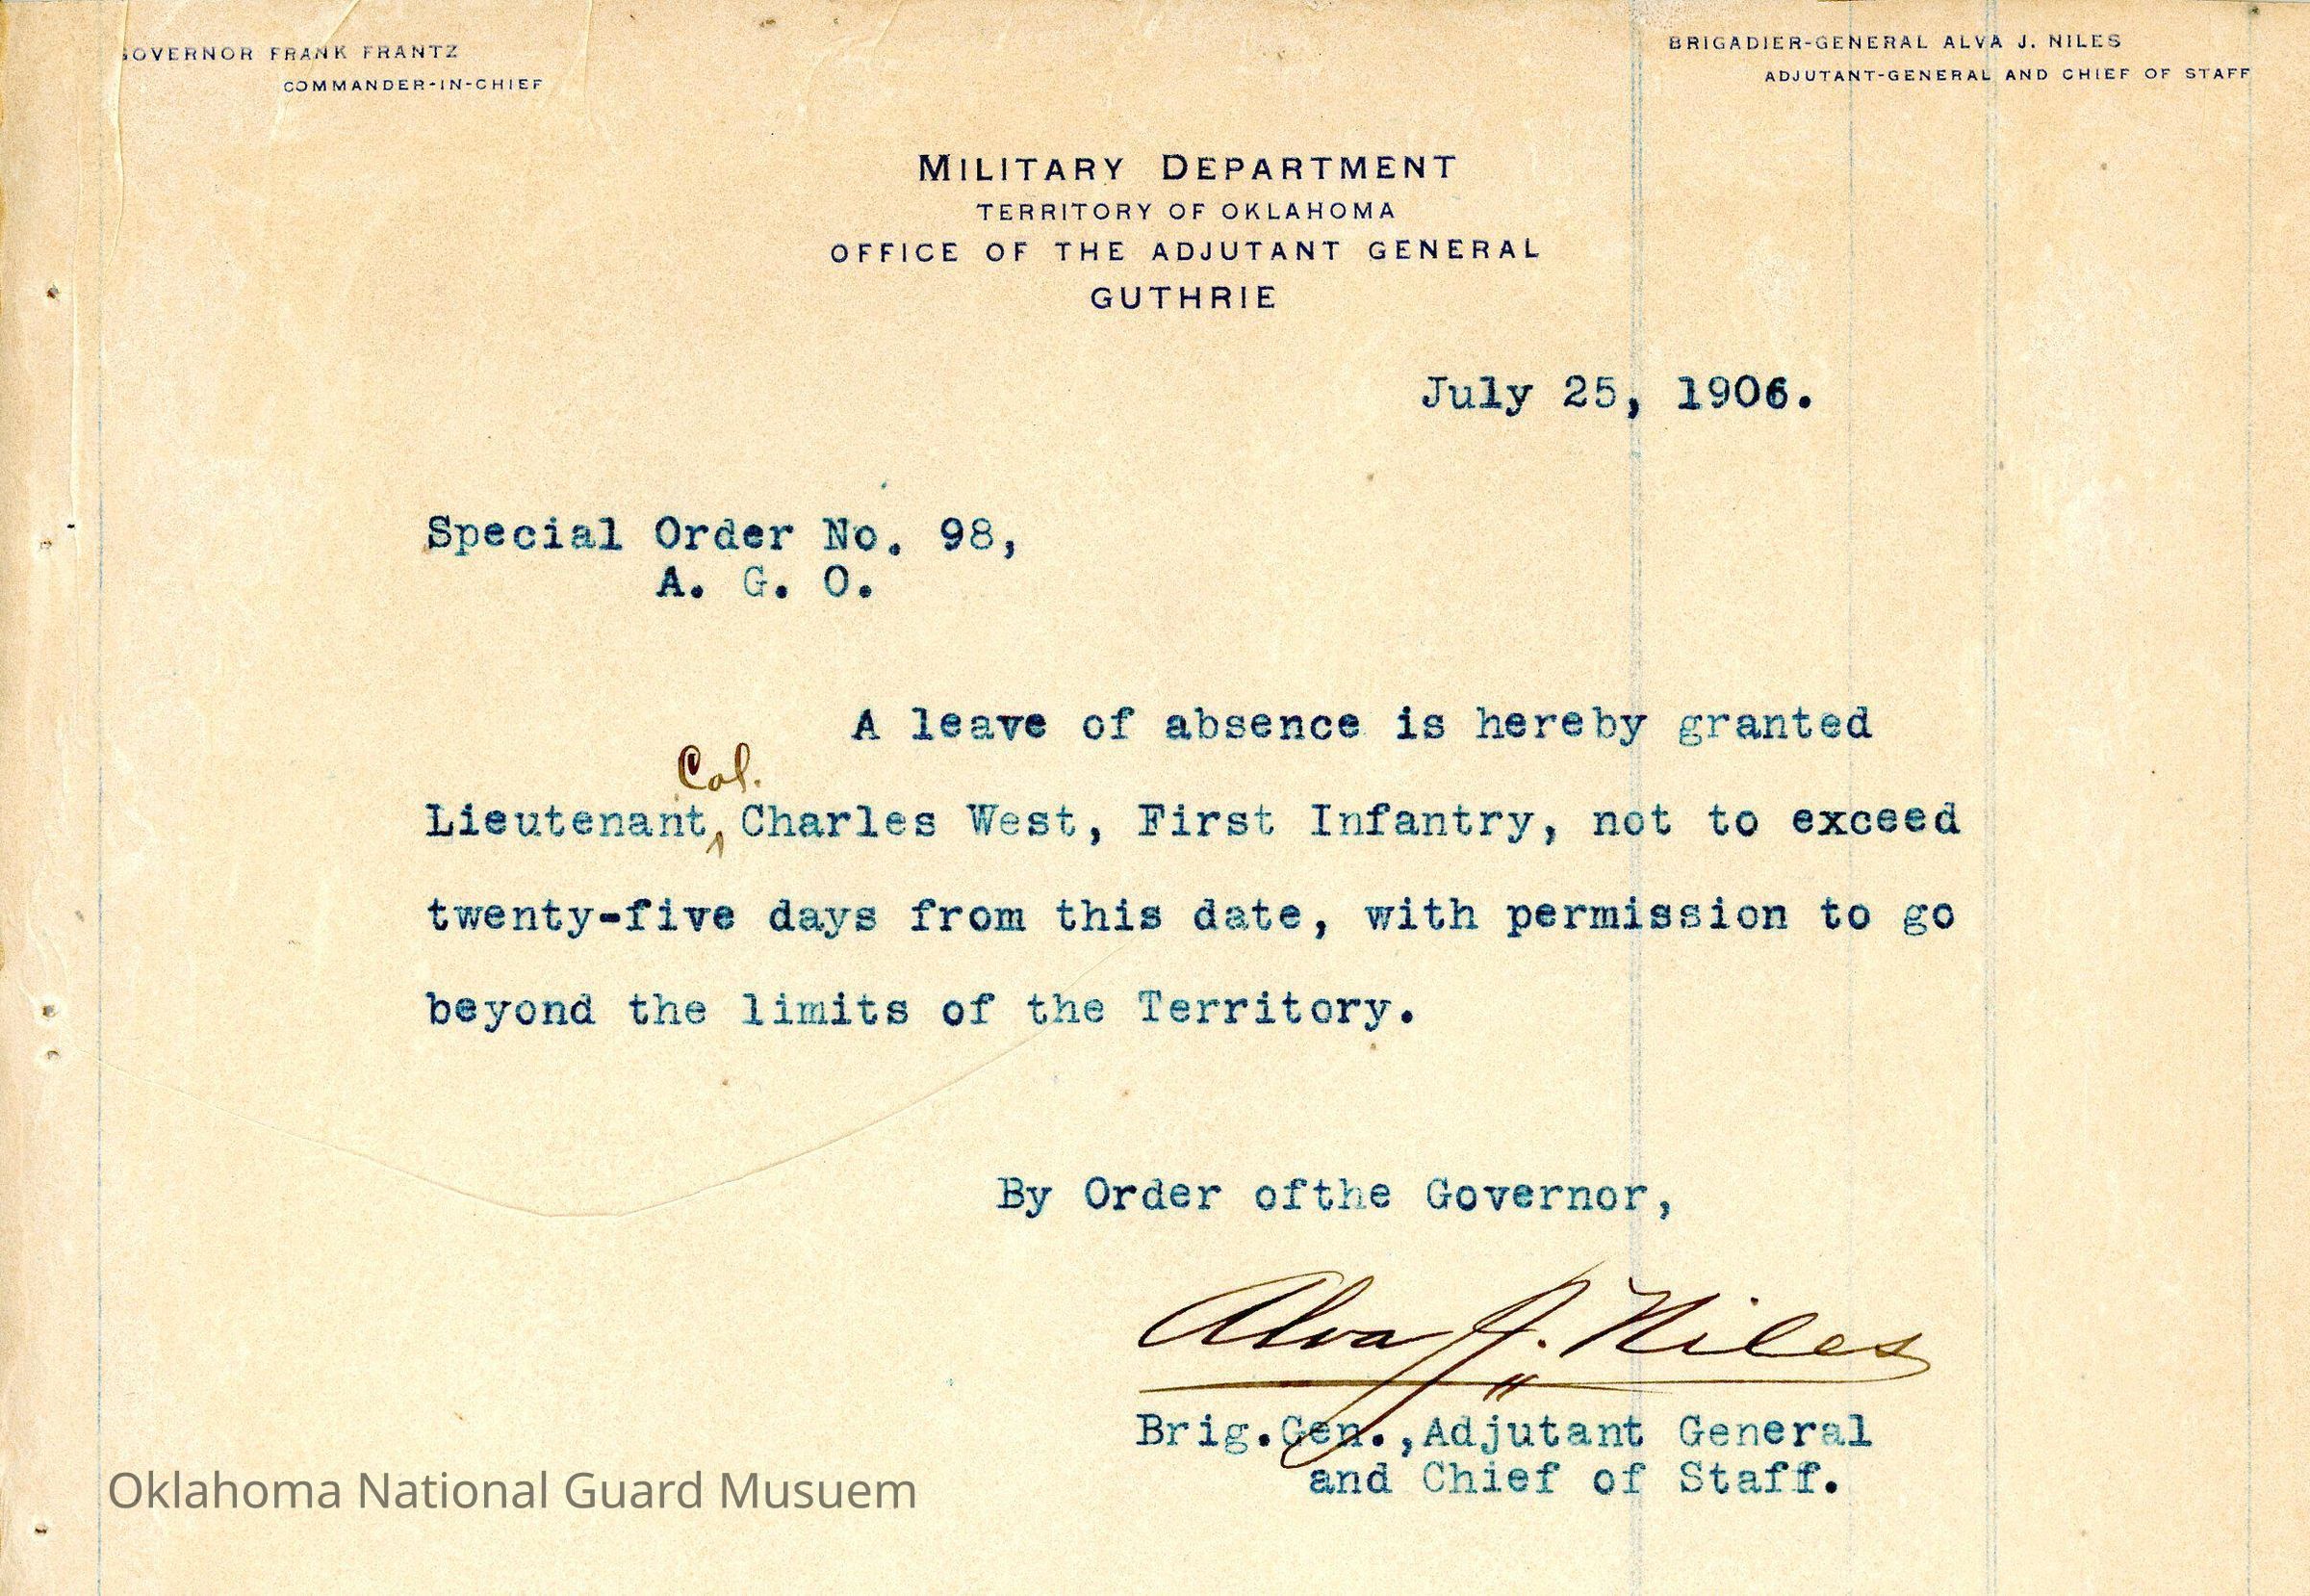 GOVERNOR FRANK FRANTZ
COMMANDER-IN-CHIEF
BRIGADIER-GENERAL ALVA J. NILES
ADJUTANT-GENERAL AND CHIEF OF STAFF
MILITARY DEPARTMENT
TERRITORY OF OKLAHOMA
OFFICE OF THE ADJUTANT GENERAL
GUTHRIE
July 25, 1906.
Special Order No. 98,
A. G. O.
A leave of absence is hereby granted
Col.
Lieutenant Charles West, First Infantry, not to exceed
twenty-five days from this date, with permission to go
beyond the limits of the Territory.
By Order ofthe Governor,
Alva J. Niles
Brig.Gen.,Adjutant General
and Chief of Staff.
Oklahoma National Guard Musuem